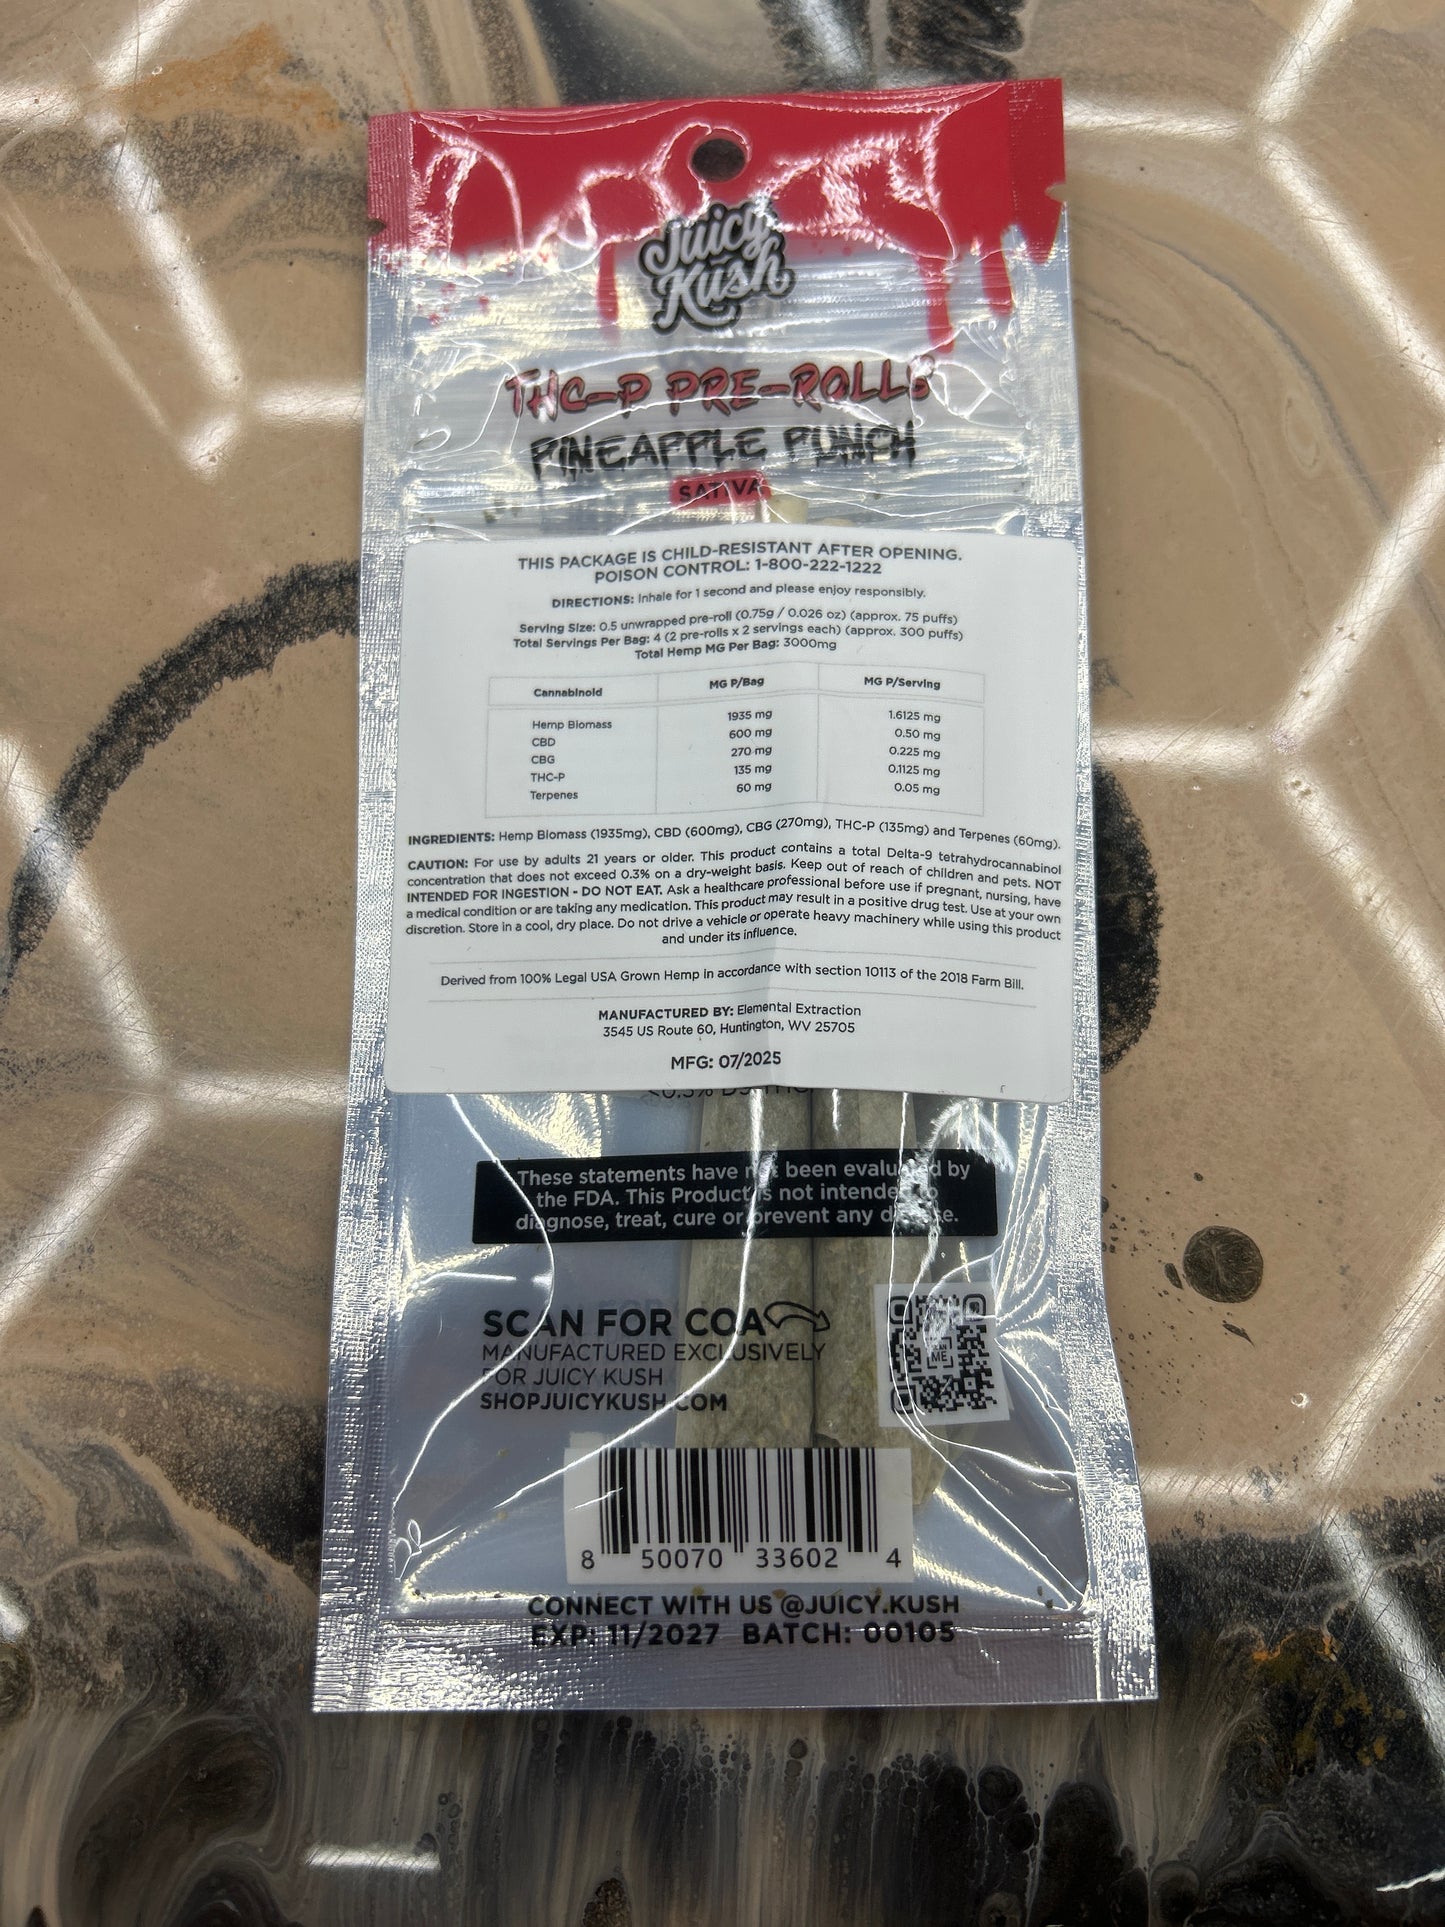 Juicy
Kush
THC-P PRE-ROLLS
PINEAPPLE PUNCH
SATIVA
THIS PACKAGE IS CHILD-RESISTANT AFTER OPENING.
POISON CONTROL: 1-800-222-1222
DIRECTIONS: Inhale for 1 second and please enjoy responsibly.
Serving Size: 0.5 unwrapped pre-roll (0.75g / 0.026 oz) (approx. 75 puffs)
Total Servings Per Bag: 4 (2 pre-rolls x 2 servings each) (approx. 300 puffs)
Total Hemp MG Per Bag: 3000mg
Cannabinoid MG P/Bag MG P/Serving
Hemp Biomass 1935 mg 1.6125 mg
CBD 600 mg 0.50 mg
CBG 270 mg 0.225 mg
THC-P 135 mg 0.1125 mg
Terpenes 60 mg 0.05 mg
INGREDIENTS: Hemp Biomass (1935mg), CBD (600mg), CBG (270mg), THC-P (135mg) and Terpenes (60mg).
CAUTION: For use by adults 21 years or older. This product contains a total Delta-9 tetrahydrocannabinol
concentration that does not exceed 0.3% on a dry-weight basis. Keep out of reach of children and pets. NOT
INTENDED FOR INGESTION - DO NOT EAT. Ask a healthcare professional before use if pregnant, nursing, have
a medical condition or are taking any medication. This product may result in a positive drug test. Use at your own
discretion. Store in a cool, dry place. Do not drive a vehicle or operate heavy machinery while using this product
and under its influence.
Derived from 100% Legal USA Grown Hemp in accordance with section 10113 of the 2018 Farm Bill.
MANUFACTURED BY: Elemental Extraction
3545 US Route 60, Huntington, WV 25705
MFG: 07/2025
These statements have not been evaluated by
the FDA. This Product is not intended to
diagnose, treat, cure or prevent any disease.
SCAN FOR COA
MANUFACTURED EXCLUSIVELY
FOR JUICY KUSH
SHOPJUICYKUSH.COM
ME
8 50070 33602 4
CONNECT WITH US @JUICY.KUSH
EXP: 11/2027 BATCH: 00105